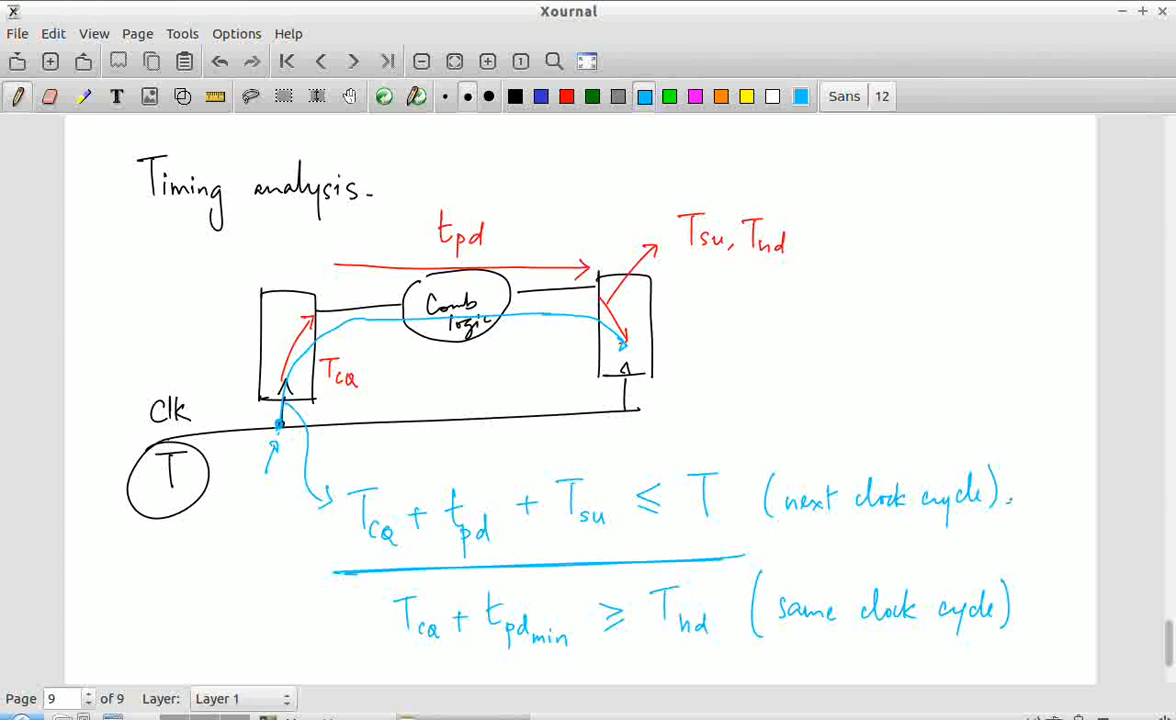 Xournal
File Edit View Page Tools Options Help
Sans 12
Timing analysis.
tpd
Tsu, Thd
Comb
logic
TCQ
Clk
T
TCQ + tpd + Tsu ≤ T (next clock cycle).
TCQ + tpdmin ≥ Thd (same clock cycle)
Page 9 of 9 Layer: Layer 1